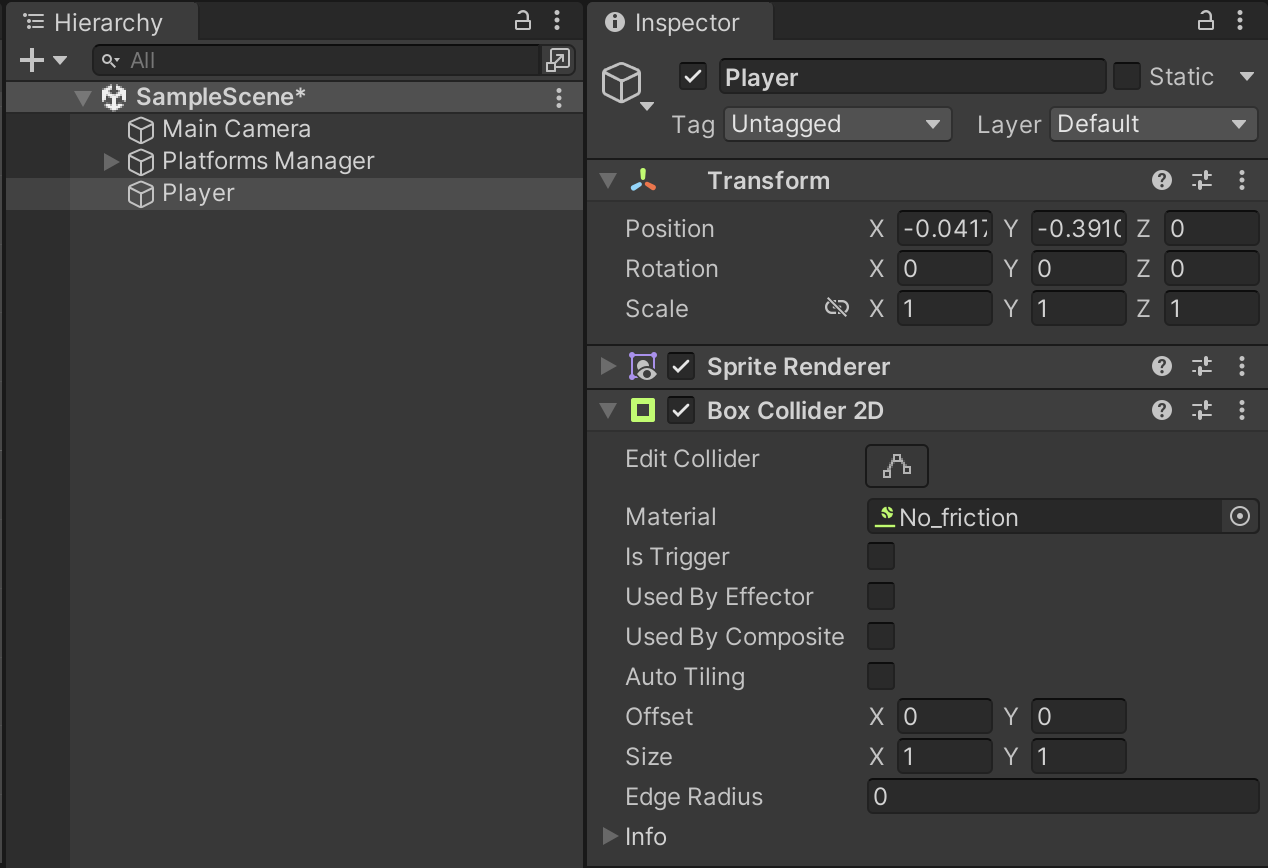 Hierarchy
All
SampleScene*
Main Camera
Platforms Manager
Player
Inspector
Player Static
Tag Untagged Layer Default
Transform
Position X -0.0417 Y -0.3910 Z 0
Rotation X 0 Y 0 Z 0
Scale X 1 Y 1 Z 1
Sprite Renderer
Box Collider 2D
Edit Collider
Material No_friction
Is Trigger
Used By Effector
Used By Composite
Auto Tiling
Offset X 0 Y 0
Size X 1 Y 1
Edge Radius 0
Info